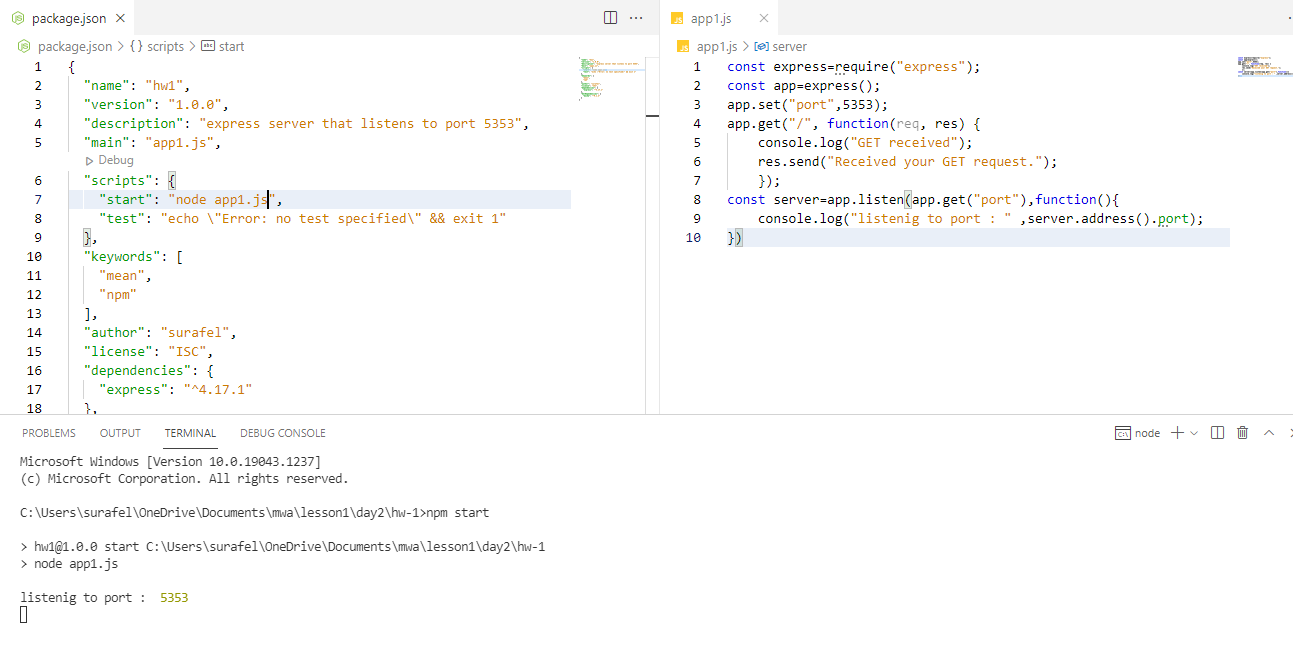 package.json
package.json > {} scripts > abc start
1 {
2 "name": "hw1",
3 "version": "1.0.0",
4 "description": "express server that listens to port 5353",
5 "main": "app1.js",
Debug
6 "scripts": {
7 "start": "node app1.js",
8 "test": "echo \"Error: no test specified\" && exit 1"
9 },
10 "keywords": [
11 "mean",
12 "npm"
13 ],
14 "author": "surafel",
15 "license": "ISC",
16 "dependencies": {
17 "express": "^4.17.1"
18 },
JS app1.js
JS app1.js > server
1 const express=require("express");
2 const app=express();
3 app.set("port",5353);
4 app.get("/", function(req, res) {
5 console.log("GET received");
6 res.send("Received your GET request.");
7 });
8 const server=app.listen(app.get("port"),function(){
9 console.log("listenig to port : " ,server.address().port);
10 })
PROBLEMS OUTPUT TERMINAL DEBUG CONSOLE node
Microsoft Windows [Version 10.0.19043.1237]
(c) Microsoft Corporation. All rights reserved.
C:\Users\surafel\OneDrive\Documents\mwa\lesson1\day2\hw-1>npm start
> hw1@1.0.0 start C:\Users\surafel\OneDrive\Documents\mwa\lesson1\day2\hw-1
> node app1.js
listenig to port :  5353